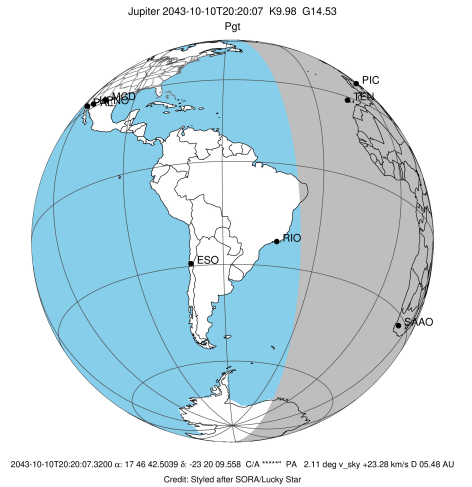 Jupiter 2043-10-10T20:20:07 K9.98 G14.53
Pgt
PIC
TEN
MCD
RIO
ESO
SAAO
2043-10-10T20:20:07.3200 α: 17 46 42.5039 δ: -23 20 09.558 C/A *****" PA 2.11 deg v_sky +23.28 km/s D 05.48 AU
Credit: Styled after SORA/Lucky Star